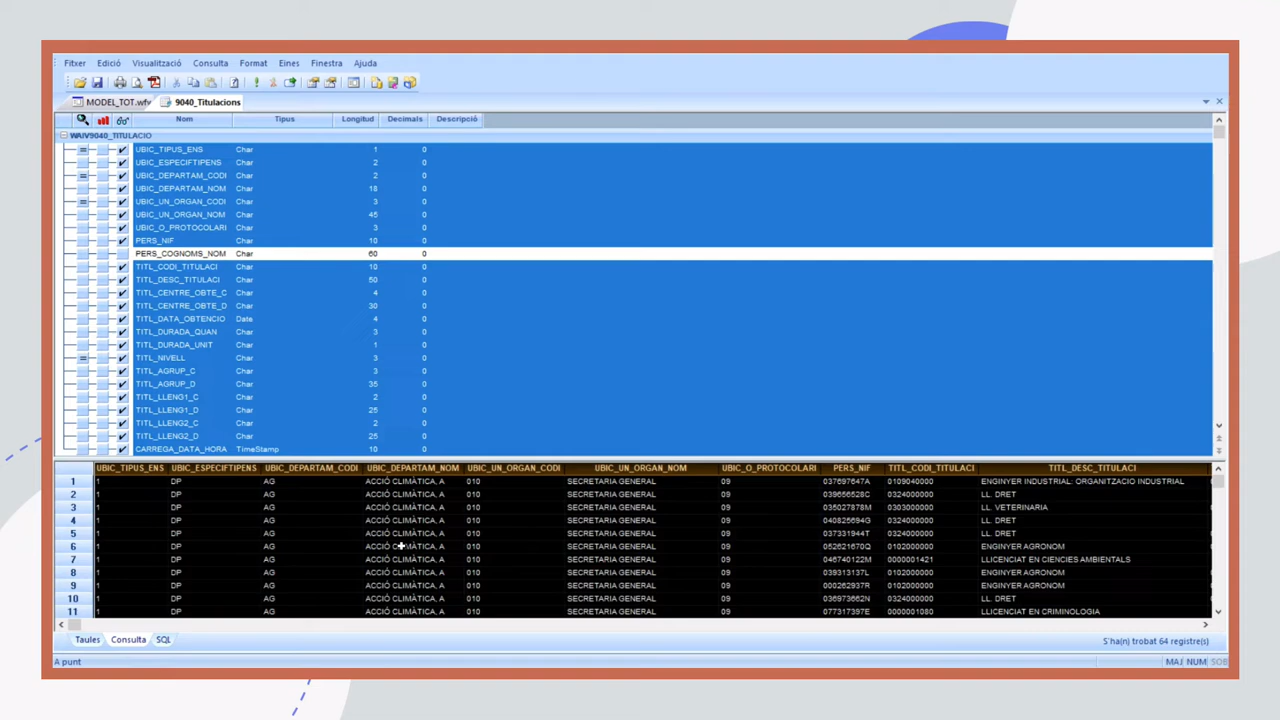 Fitxer Edició Visualització Consulta Format Eines Finestra Ajuda
MODEL_TOT.wfv 9040_Titulacions
Nom Tipus Longitud Decimals Descripció
WAIV9040_TITULACIO
UBIC_TIPUS_ENS Char 1 0
UBIC_ESPECIFTIPENS Char 2 0
UBIC_DEPARTAM_CODI Char 2 0
UBIC_DEPARTAM_NOM Char 18 0
UBIC_UN_ORGAN_CODI Char 3 0
UBIC_UN_ORGAN_NOM Char 45 0
UBIC_O_PROTOCOLARI Char 3 0
PERS_NIF Char 10 0
PERS_COGNOMS_NOM Char 60 0
TITL_CODI_TITULACI Char 10 0
TITL_DESC_TITULACI Char 50 0
TITL_CENTRE_OBTE_C Char 4 0
TITL_CENTRE_OBTE_D Char 30 0
TITL_DATA_OBTENCIO Date 4 0
TITL_DURADA_QUAN Char 3 0
TITL_DURADA_UNIT Char 1 0
TITL_NIVELL Char 3 0
TITL_AGRUP_C Char 3 0
TITL_AGRUP_D Char 35 0
TITL_LLENG1_C Char 2 0
TITL_LLENG1_D Char 25 0
TITL_LLENG2_C Char 2 0
TITL_LLENG2_D Char 25 0
CARREGA_DATA_HORA TimeStamp 10 0
UBIC_TIPUS_ENS UBIC_ESPECIFTIPENS UBIC_DEPARTAM_CODI UBIC_DEPARTAM_NOM UBIC_UN_ORGAN_CODI UBIC_UN_ORGAN_NOM UBIC_O_PROTOCOLARI PERS_NIF TITL_CODI_TITULACI TITL_DESC_TITULACI
1 1 DP AG ACCIÓ CLIMÀTICA, A 010 SECRETARIA GENERAL 09 037697647A 0109040000 ENGINYER INDUSTRIAL: ORGANITZACIO INDUSTRIAL
2 1 DP AG ACCIÓ CLIMÀTICA, A 010 SECRETARIA GENERAL 09 039656528C 0324000000 LL. DRET
3 1 DP AG ACCIÓ CLIMÀTICA, A 010 SECRETARIA GENERAL 09 035027878M 0303000000 LL. VETERINARIA
4 1 DP AG ACCIÓ CLIMÀTICA, A 010 SECRETARIA GENERAL 09 040825694G 0324000000 LL. DRET
5 1 DP AG ACCIÓ CLIMÀTICA, A 010 SECRETARIA GENERAL 09 037331944T 0324000000 LL. DRET
6 1 DP AG ACCIÓ CLIMÀTICA, A 010 SECRETARIA GENERAL 09 052621670Q 0102000000 ENGINYER AGRONOM
7 1 DP AG ACCIÓ CLIMÀTICA, A 010 SECRETARIA GENERAL 09 046740122M 0000001421 LLICENCIAT EN CIENCIES AMBIENTALS
8 1 DP AG ACCIÓ CLIMÀTICA, A 010 SECRETARIA GENERAL 09 039313137L 0102000000 ENGINYER AGRONOM
9 1 DP AG ACCIÓ CLIMÀTICA, A 010 SECRETARIA GENERAL 09 000262937R 0102000000 ENGINYER AGRONOM
10 1 DP AG ACCIÓ CLIMÀTICA, A 010 SECRETARIA GENERAL 09 036973662N 0324000000 LL. DRET
11 1 DP AG ACCIÓ CLIMÀTICA, A 010 SECRETARIA GENERAL 09 077317397E 0000001080 LLICENCIAT EN CRIMINOLOGIA
Taules Consulta SQL S'ha(n) trobat 64 registre(s)
A punt MAJ NUM SOB